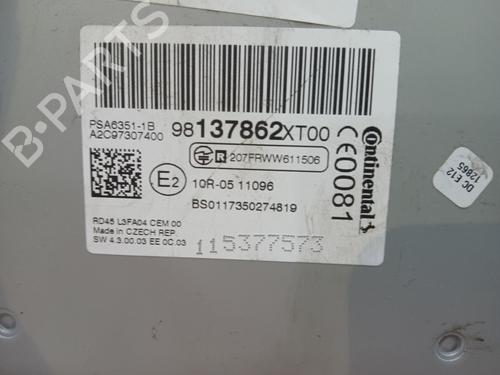 B-PARTS
PSA6351-1B
A2C97307400
98137862XT00
R 207FRWW611506
CE0081
Continental
E2
10R-05 11096
BS0117350274819
RD45 L3FA04 CEM 00
Made in CZECH REP.
SW 4.3.00.03 EE 0C.03
115377573
DC E12
12865